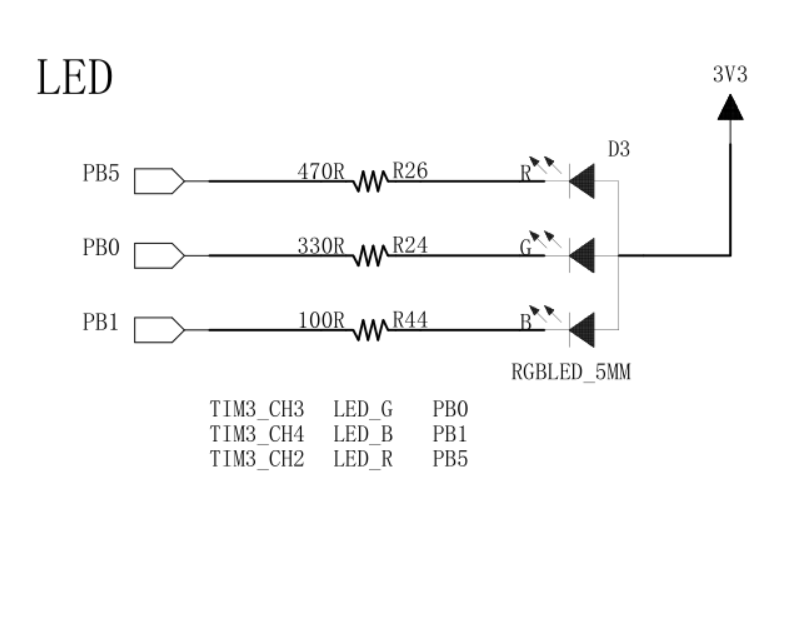 LED
3V3
D3
PB5 470R R26 R
PB0 330R R24 G
PB1 100R R44 B
RGBLED_5MM
TIM3_CH3 LED_G PB0
TIM3_CH4 LED_B PB1
TIM3_CH2 LED_R PB5